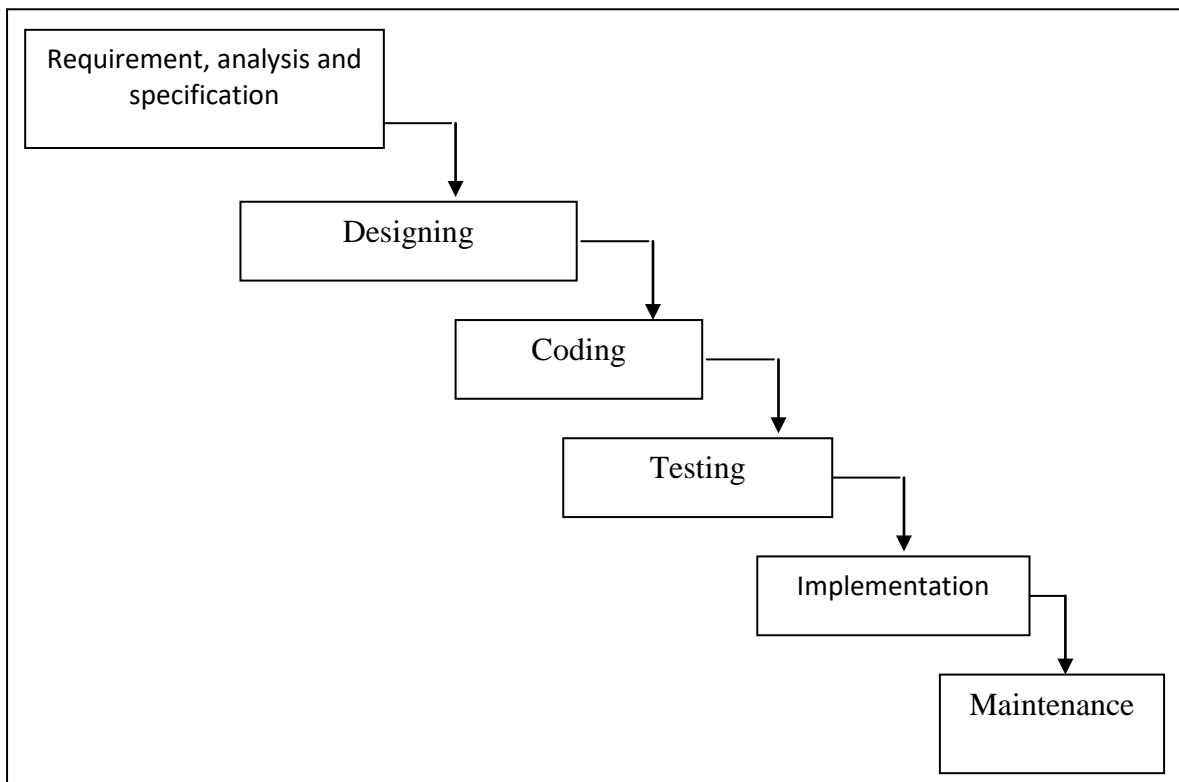 Requirement, analysis and
specification
Designing
Coding
Testing
Implementation
Maintenance